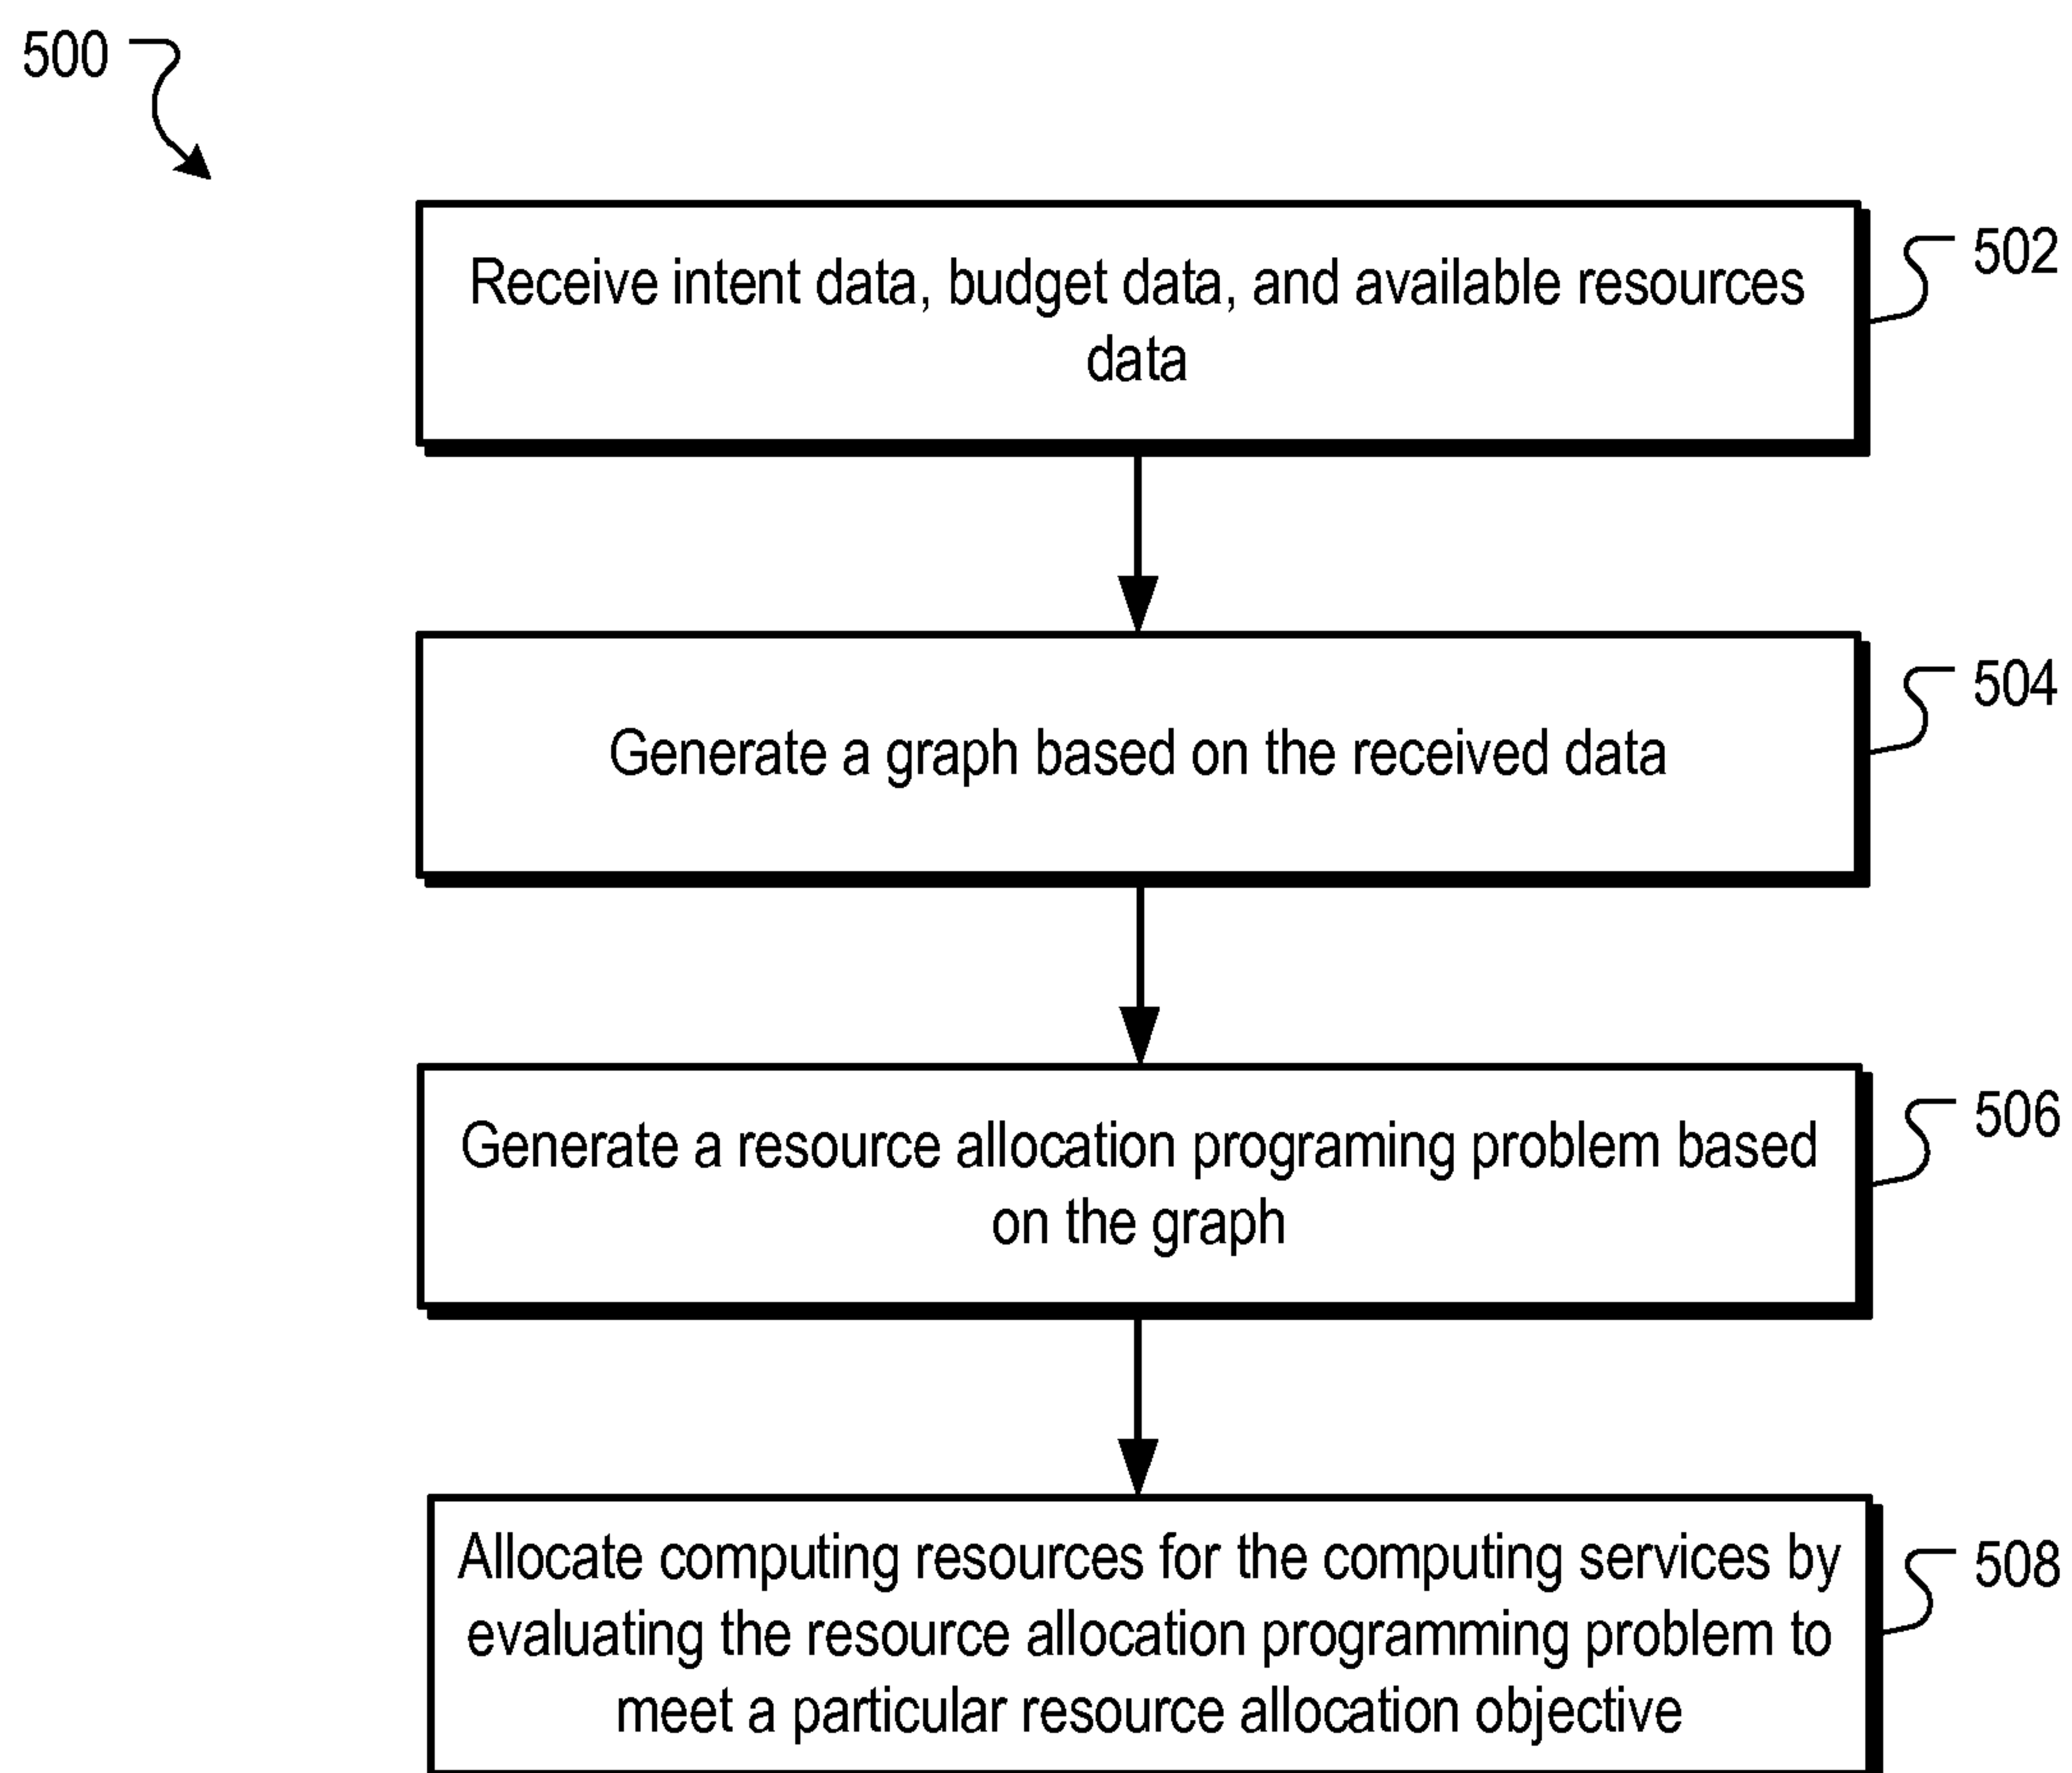 500
Receive intent data, budget data, and available resources
data
502
Generate a graph based on the received data
504
Generate a resource allocation programing problem based
on the graph
506
Allocate computing resources for the computing services by
evaluating the resource allocation programming problem to
meet a particular resource allocation objective
508